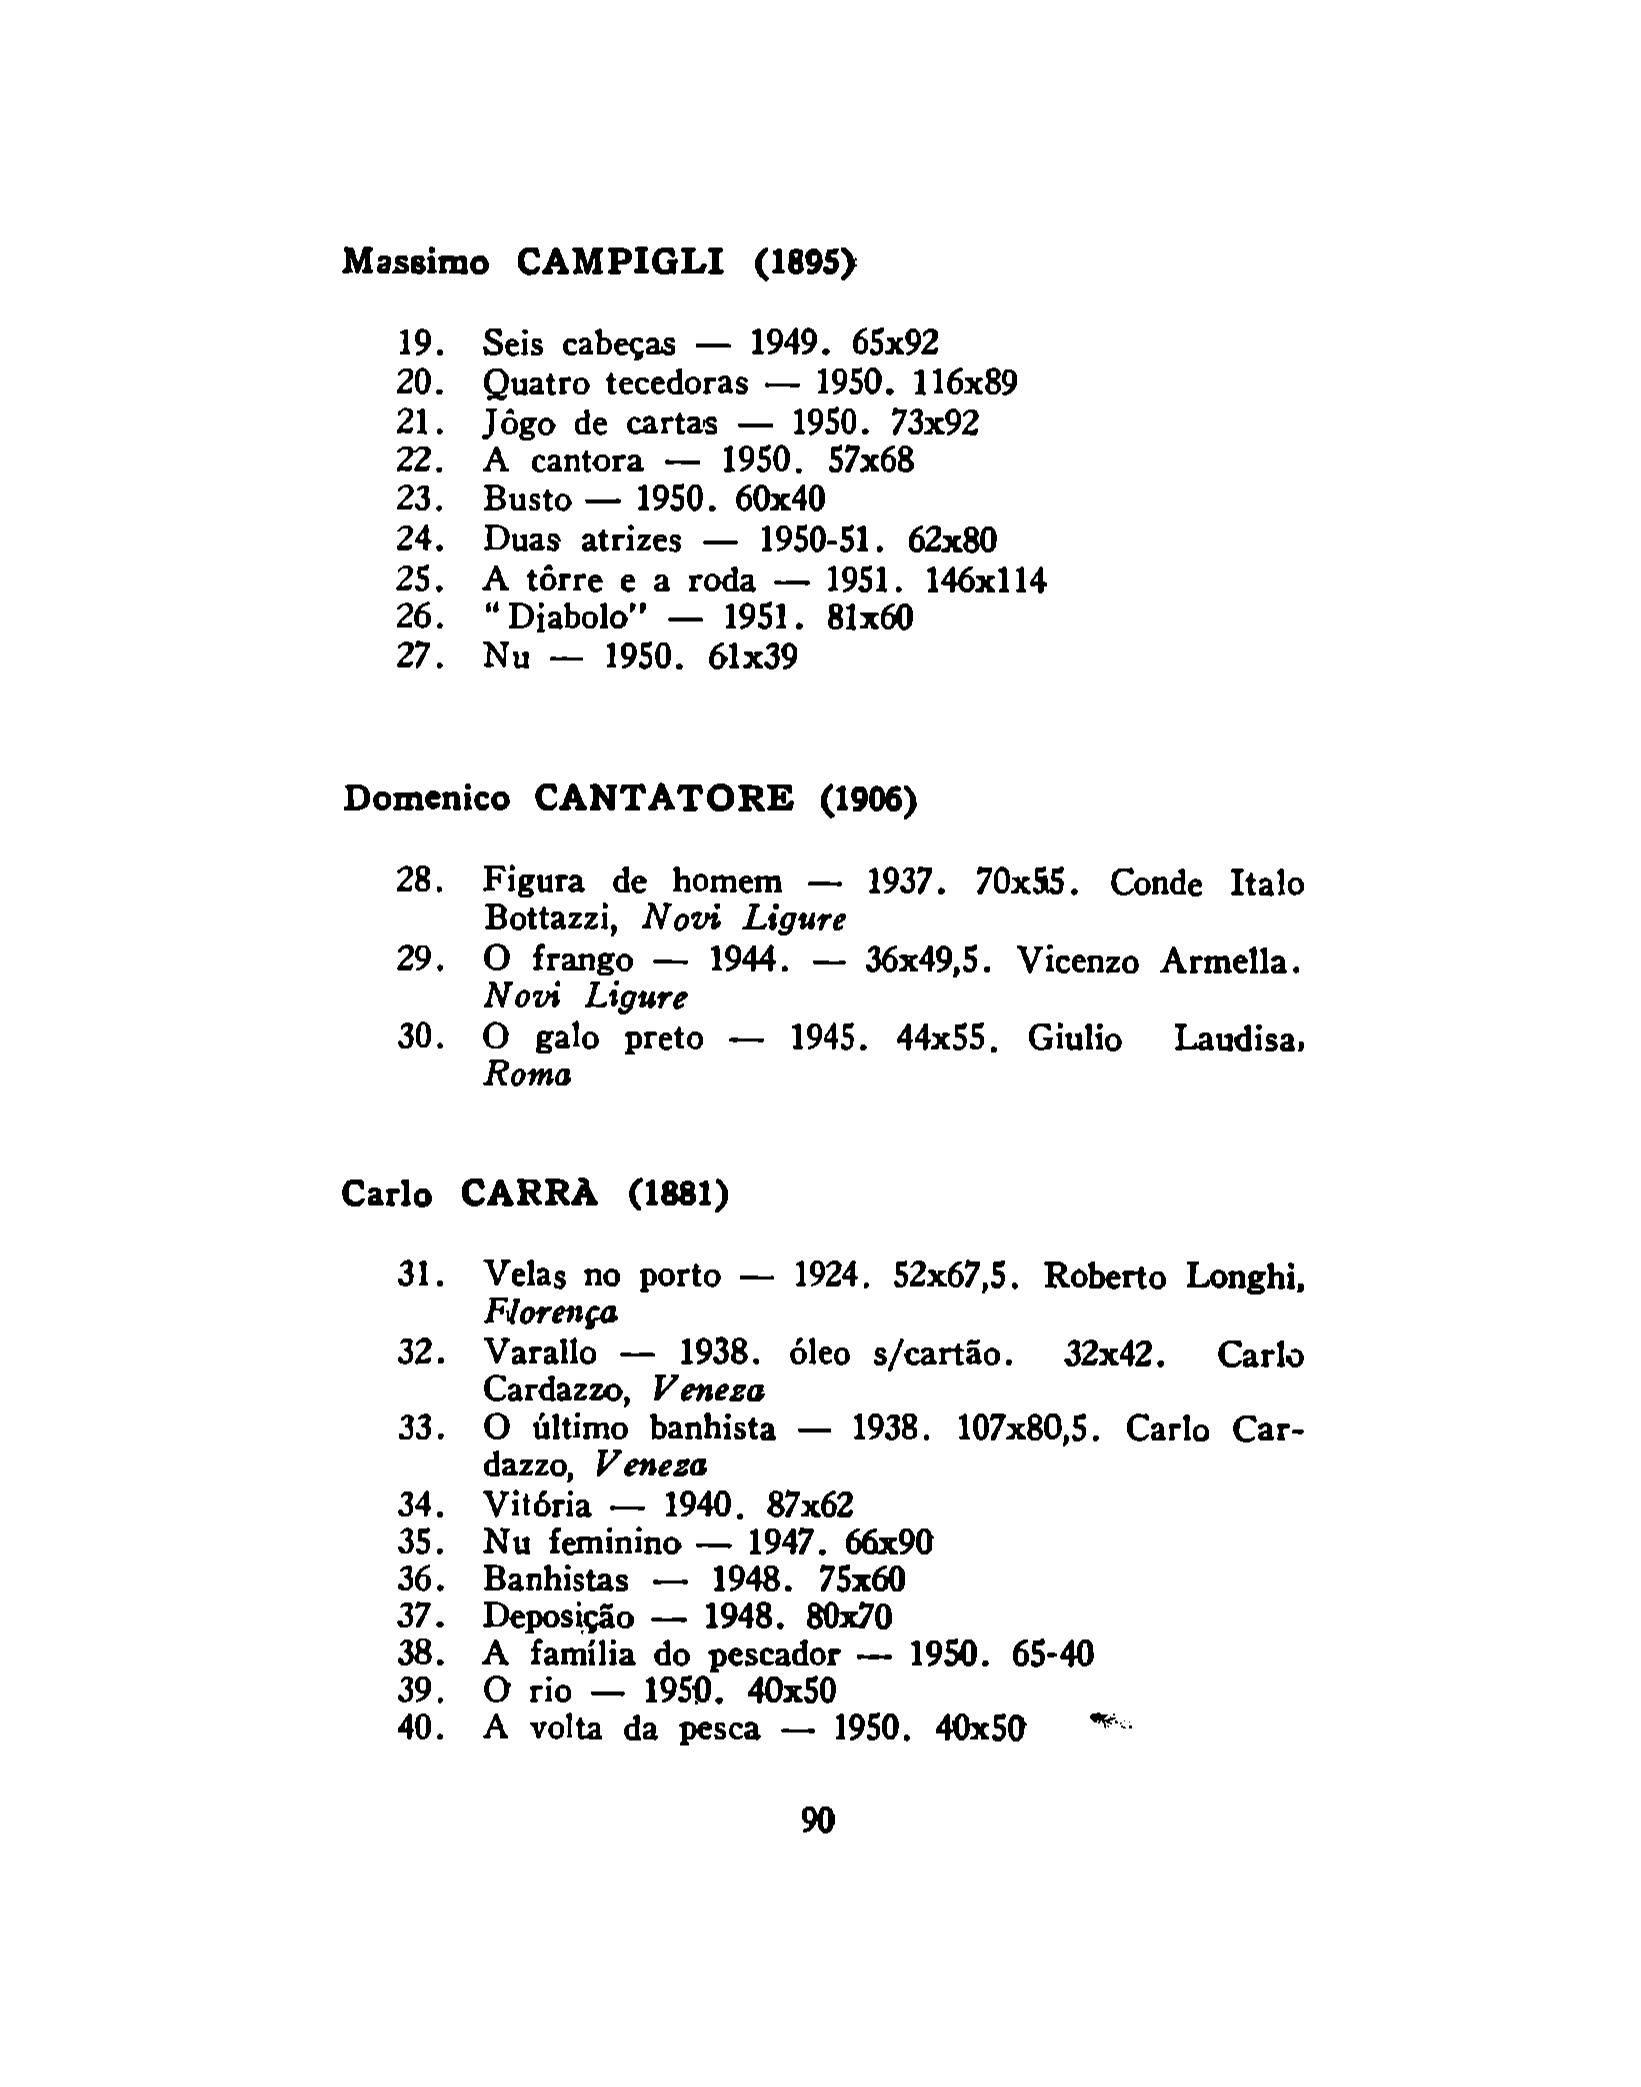 Massimo CAMPIGLI (1895)
19. Seis cabeças — 1949. 65x92
20. Quatro tecedoras — 1950. 116x89
21. Jôgo de cartas — 1950. 73x92
22. A cantora — 1950. 57x68
23. Busto — 1950. 60x40
24. Duas atrizes — 1950-51. 62x80
25. A tôrre e a roda — 1951. 146x114
26. "Diabolo" — 1951. 81x60
27. Nu — 1950. 61x39
Domenico CANTATORE (1906)
28. Figura de homem — 1937. 70x55. Conde Italo
Bottazzi, Novi Ligure
29. O frango — 1944. — 36x49,5. Vicenzo Armella.
Novi Ligure
30. O galo preto — 1945. 44x55. Giulio Laudisa,
Roma
Carlo CARRÀ (1881)
31. Velas no porto — 1924. 52x67,5. Roberto Longhi,
Florença
32. Varallo — 1938. óleo s/cartão. 32x42. Carlo
Cardazzo, Veneza
33. O último banhista — 1938. 107x80,5. Carlo Car-
dazzo, Veneza
34. Vitória — 1940. 87x62
35. Nu feminino — 1947. 66x90
36. Banhistas — 1948. 75x60
37. Deposição — 1948. 80x70
38. A família do pescador — 1950. 65-40
39. O rio — 1950. 40x50
40. A volta da pesca — 1950. 40x50
90